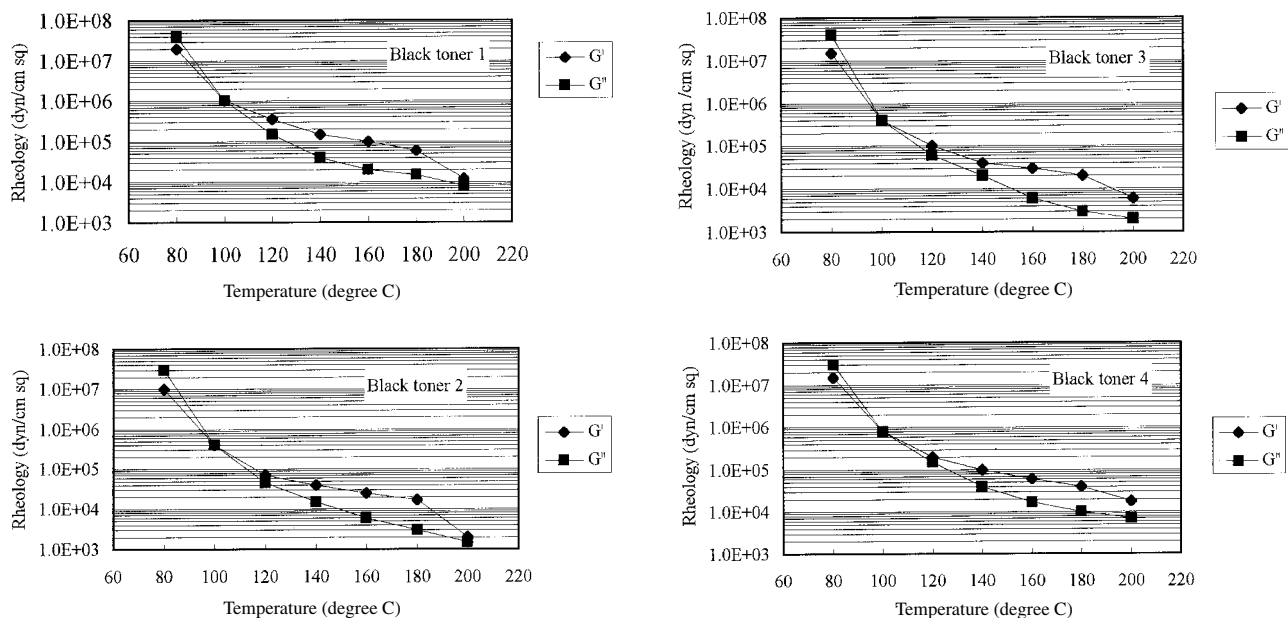 Black toner 1
Rheology (dyn/cm sq)
1.0E+08
1.0E+07
1.0E+06
1.0E+05
1.0E+04
1.0E+03
60 80 100 120 140 160 180 200 220
Temperature (degree C)
G'
G"
Black toner 3
Rheology (dyn/cm sq)
1.0E+08
1.0E+07
1.0E+06
1.0E+05
1.0E+04
1.0E+03
60 80 100 120 140 160 180 200 220
Temperature (degree C)
G'
G"
Black toner 2
Rheology (dyn/cm sq)
1.0E+08
1.0E+07
1.0E+06
1.0E+05
1.0E+04
1.0E+03
60 80 100 120 140 160 180 200 220
Temperature (degree C)
G'
G"
Black toner 4
Rheology (dyn/cm sq)
1.0E+08
1.0E+07
1.0E+06
1.0E+05
1.0E+04
1.0E+03
60 80 100 120 140 160 180 200 220
Temperature (degree C)
G'
G"